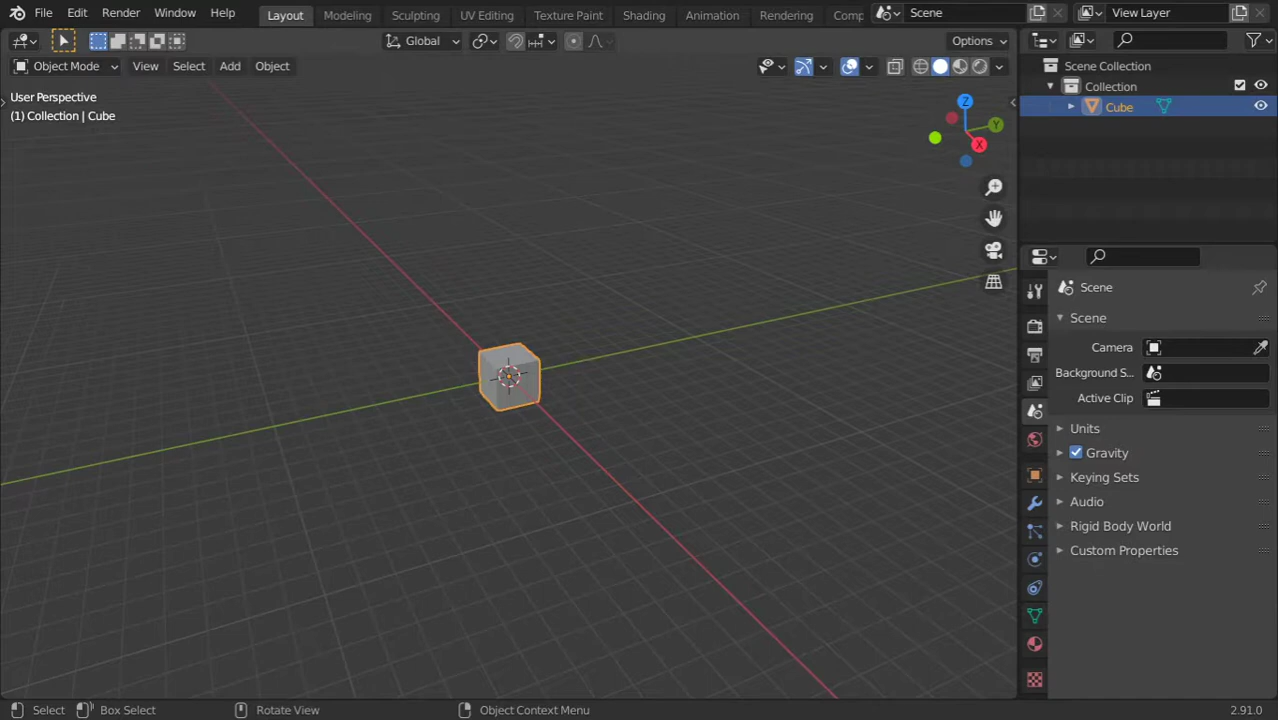 File Edit Render Window Help Layout Modeling Sculpting UV Editing Texture Paint Shading Animation Rendering Comp Scene View Layer
Global Options
Object Mode View Select Add Object
User Perspective
(1) Collection | Cube
Z
Y
X
Scene Collection
Collection
Cube
Scene
Scene
Camera
Background S...
Active Clip
Units
Gravity
Keying Sets
Audio
Rigid Body World
Custom Properties
Select Box Select Rotate View Object Context Menu 2.91.0